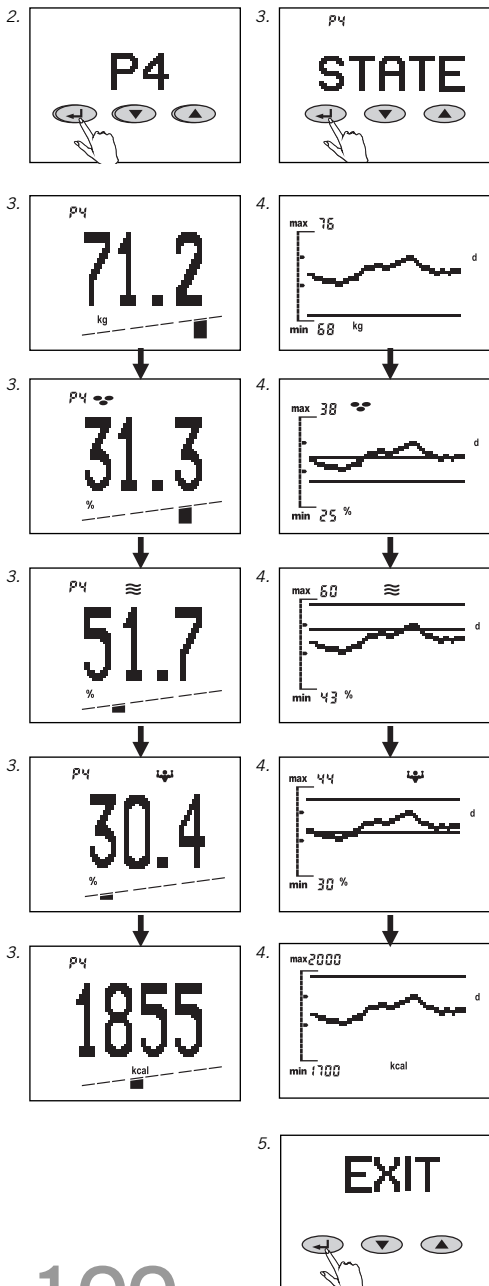 2.
P4
3.
P4
STATE
3.
P4
71.2
kg
4.
max 76
d
min 68 kg
3.
P4
31.3
%
4.
max 38
d
min 25 %
3.
P4
51.7
%
4.
max 60
d
min 43 %
3.
P4
30.4
%
4.
max 44
d
min 30 %
3.
P4
1855
kcal
4.
max 2000
d
min 1700 kcal
5.
EXIT